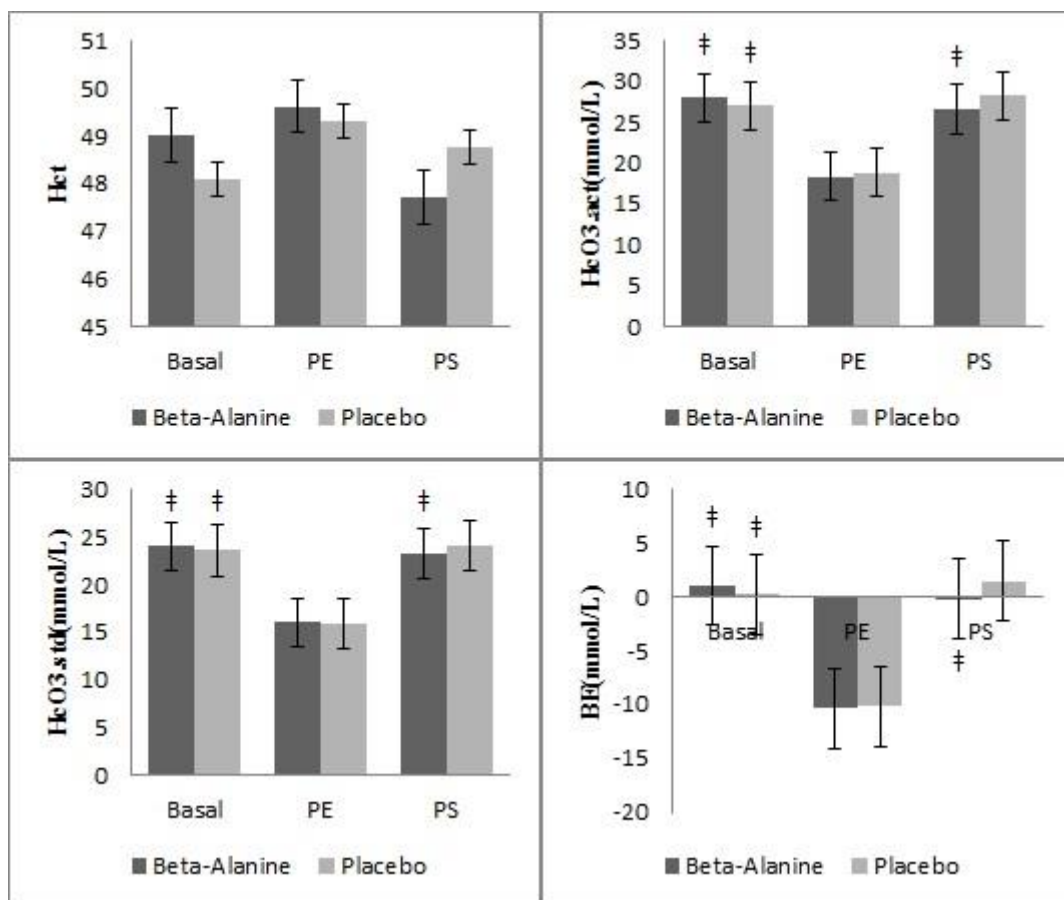 51
50
49
48
47
46
45
Hct
Basal PE PS
Beta-Alanine Placebo
‡ ‡ ‡
35
30
25
20
15
10
5
0
HcO3.act(mmol/L)
Basal PE PS
Beta-Alanine Placebo
‡ ‡ ‡
30
25
20
15
10
5
0
HcO3.std(mmol/L)
Basal PE PS
Beta-Alanine Placebo
‡ ‡
10
5
0
-5
-10
-15
-20
BE(mmol/L)
Basal PE PS
‡
Beta-Alanine Placebo